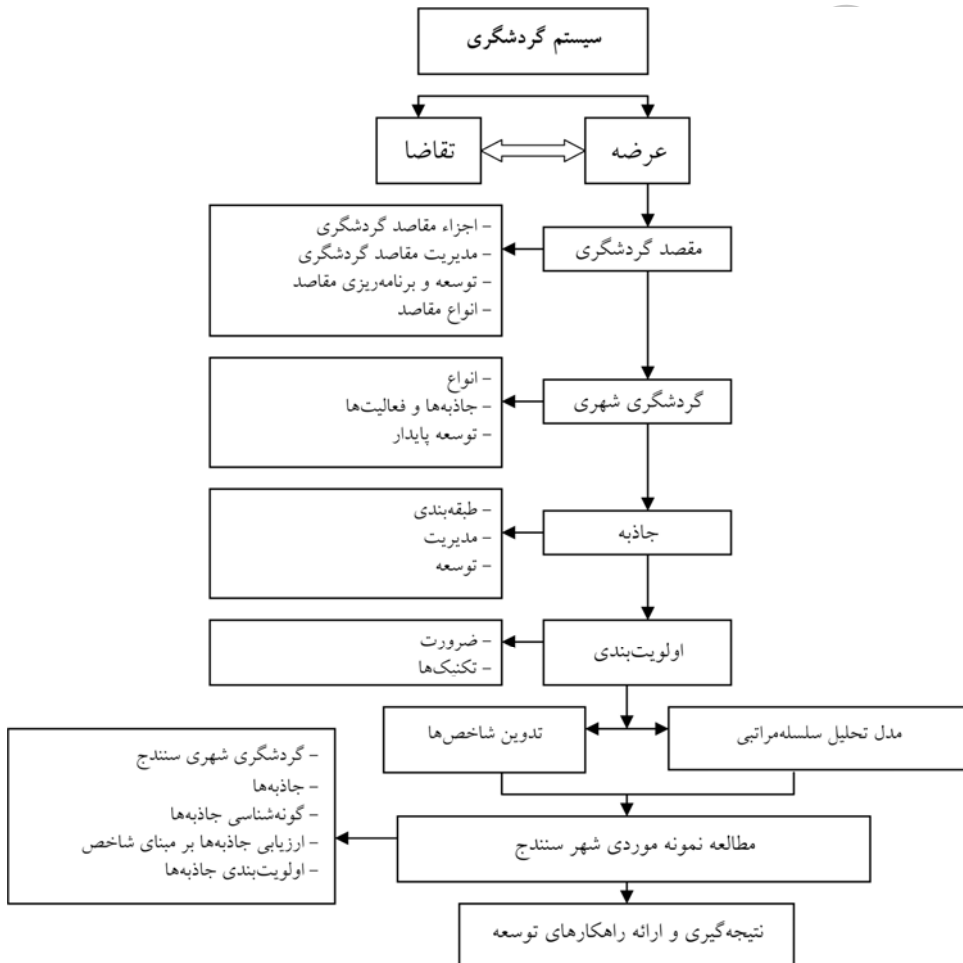 سیستم گردشگری
عرضه
تقاضا
مقصد گردشگری
– اجزاء مقاصد گردشگری
– مدیریت مقاصد گردشگری
– توسعه و برنامه‌ریزی مقاصد
– انواع مقاصد
گردشگری شهری
– انواع
– جاذبه‌ها و فعالیت‌ها
– توسعه پایدار
جاذبه
– طبقه‌بندی
– مدیریت
– توسعه
اولویت‌بندی
– ضرورت
– تکنیک‌ها
مدل تحلیل سلسله‌مراتبی
تدوین شاخص‌ها
مطالعه نمونه موردی شهر سنندج
– گردشگری شهری سنندج
– جاذبه‌ها
– گونه‌شناسی جاذبه‌ها
– ارزیابی جاذبه‌ها بر مبنای شاخص
– اولویت‌بندی جاذبه‌ها
نتیجه‌گیری و ارائه راهکارهای توسعه